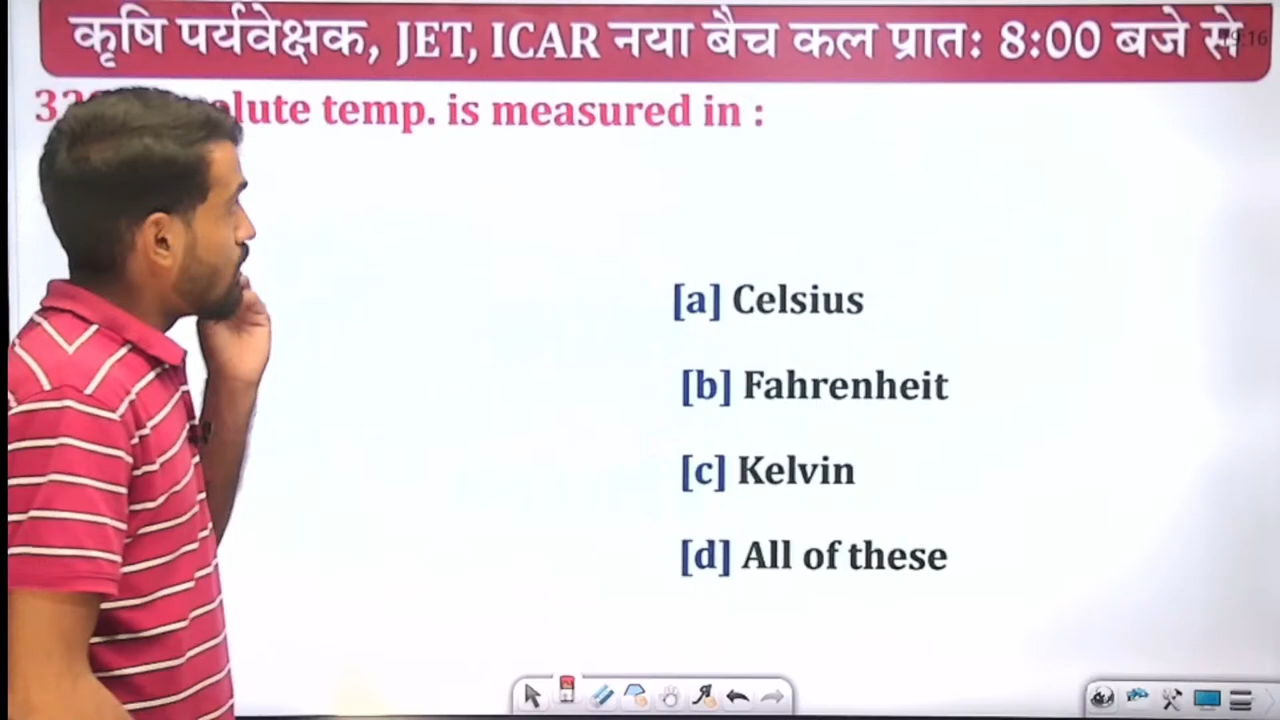 कृषि पर्यवेक्षक, JET, ICAR नया बैच कल प्रातः 8:00 बजे से
temp. is measured in :
[a] Celsius
[b] Fahrenheit
[c] Kelvin
[d] All of these